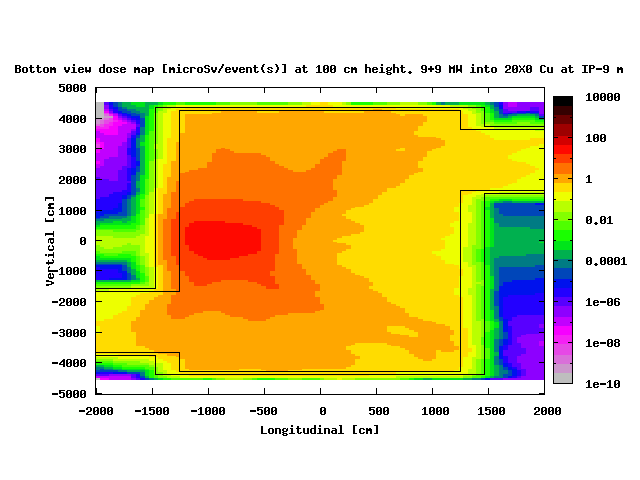 Bottom view dose map [microSv/event(s)] at 100 cm height. 9+9 MW into 20X0 Cu at IP-9 m
5000
4000
3000
2000
1000
0
-1000
-2000
-3000
-4000
-5000
Vertical [cm]
-2000 -1500 -1000 -500 0 500 1000 1500 2000
Longitudinal [cm]
10000
100
1
0.01
0.0001
1e-06
1e-08
1e-10